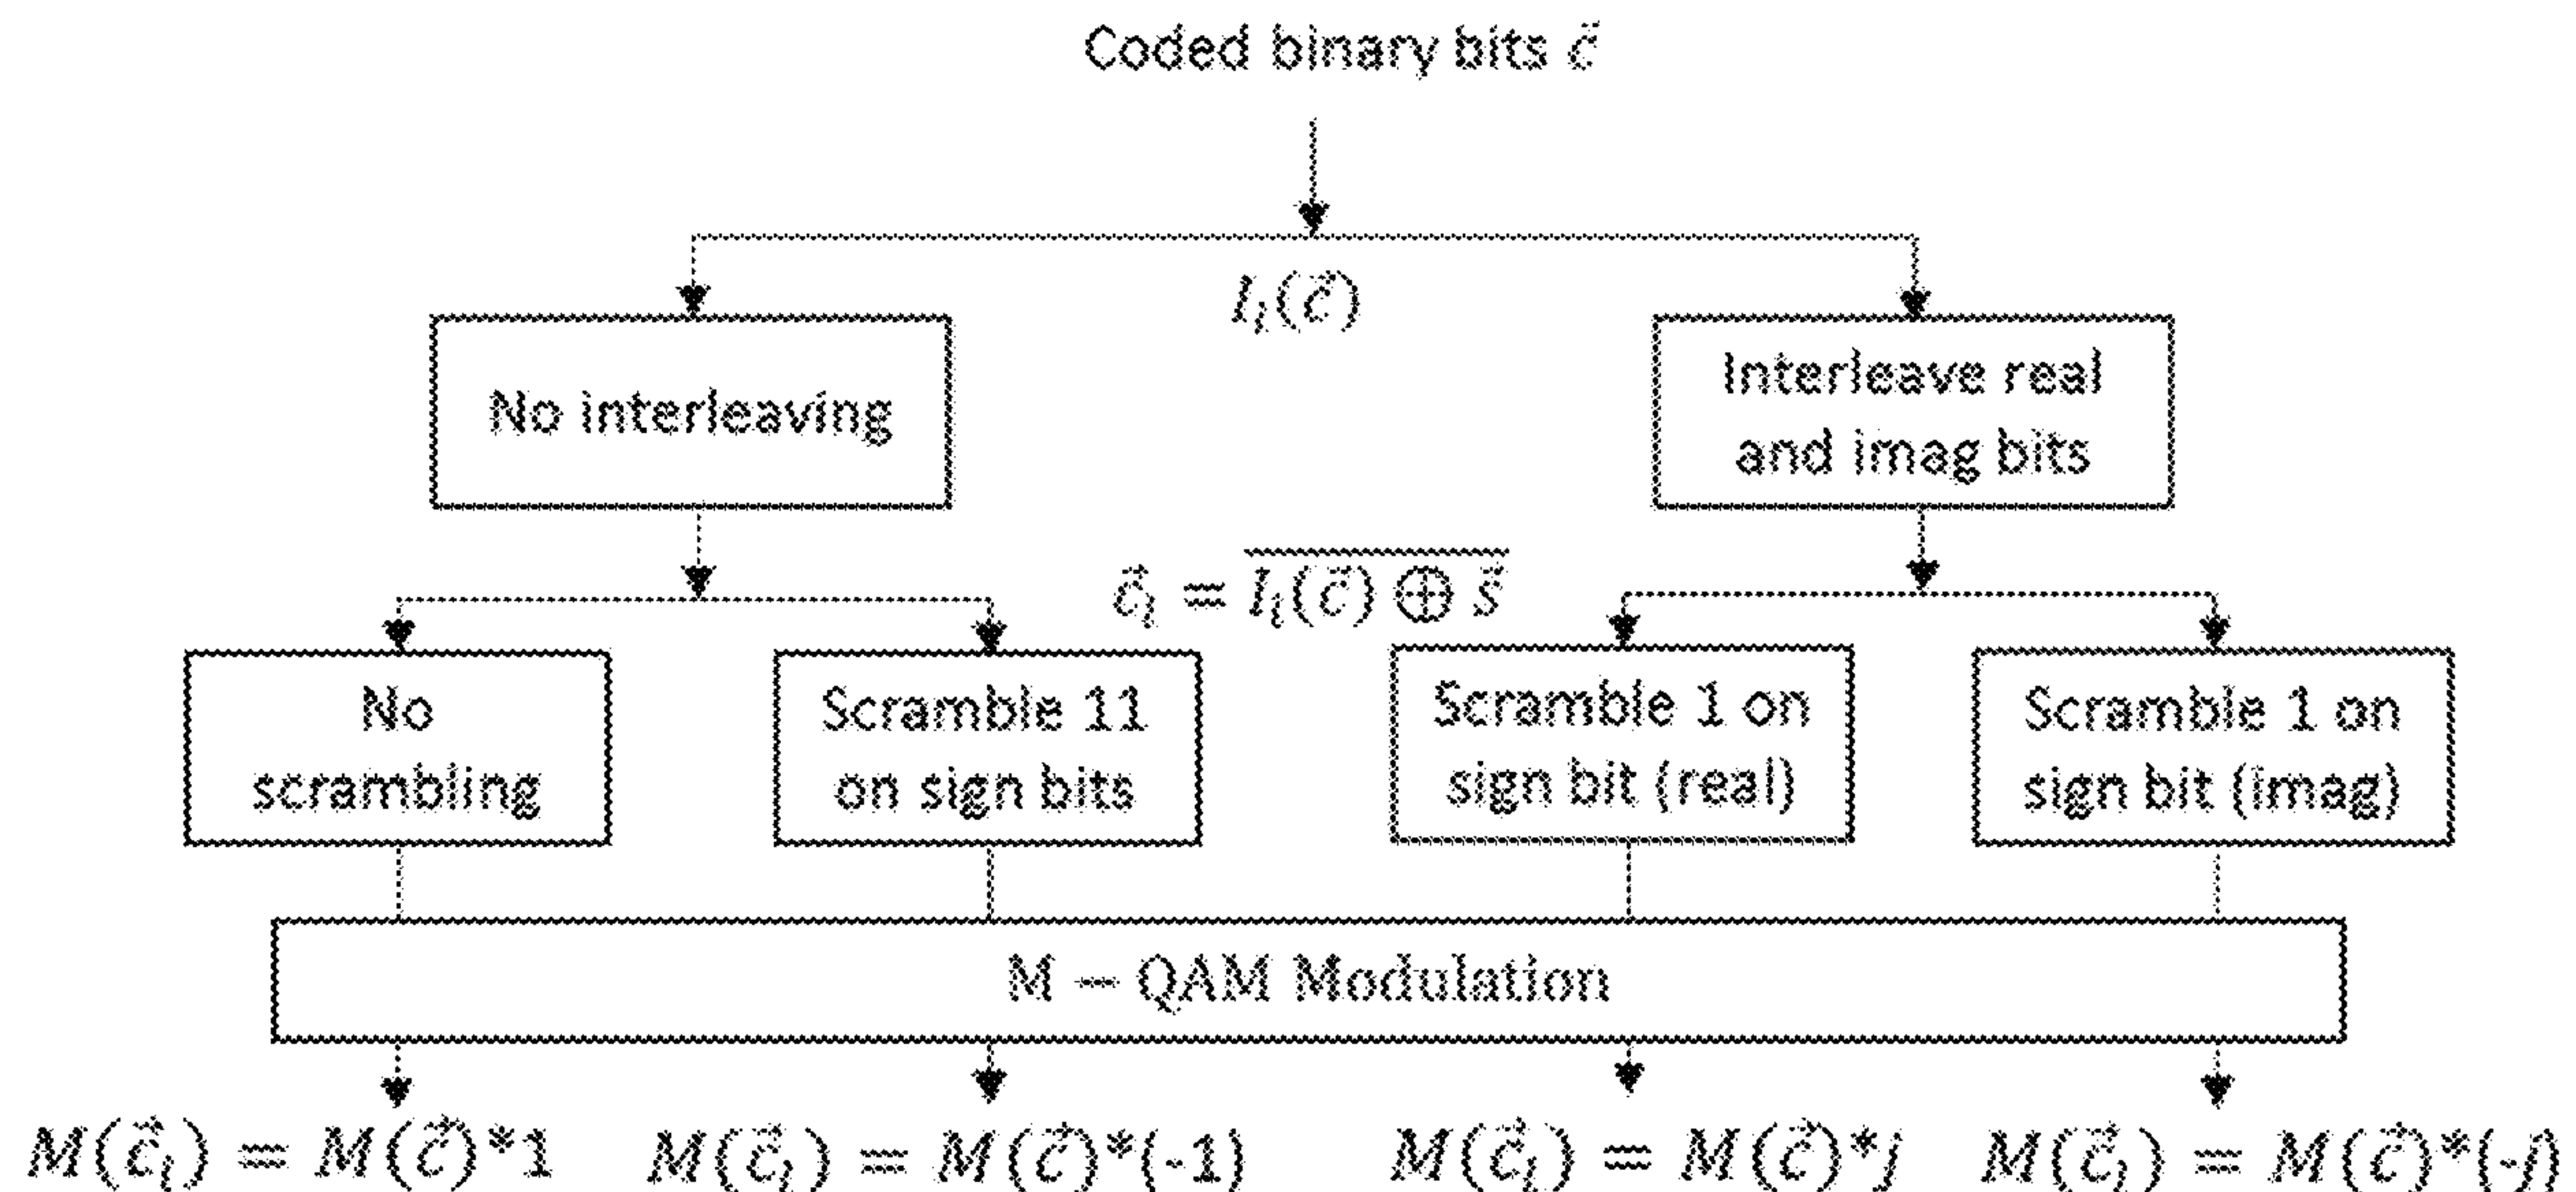 Coded binary bits c⃗
I_i(c⃗)
No interleaving
Interleave real
and imag bits
c⃗_i = \overline{I_i(c⃗) ⊕ s⃗}
No
scrambling
Scramble 11
on sign bits
Scramble 1 on
sign bit (real)
Scramble 1 on
sign bit (imag)
M – QAM Modulation
M(c⃗_i) = M(c⃗)*1
M(c⃗_i) = M(c⃗)*(-1)
M(c⃗_i) = M(c⃗)*j
M(c⃗_i) = M(c⃗)*(-j)